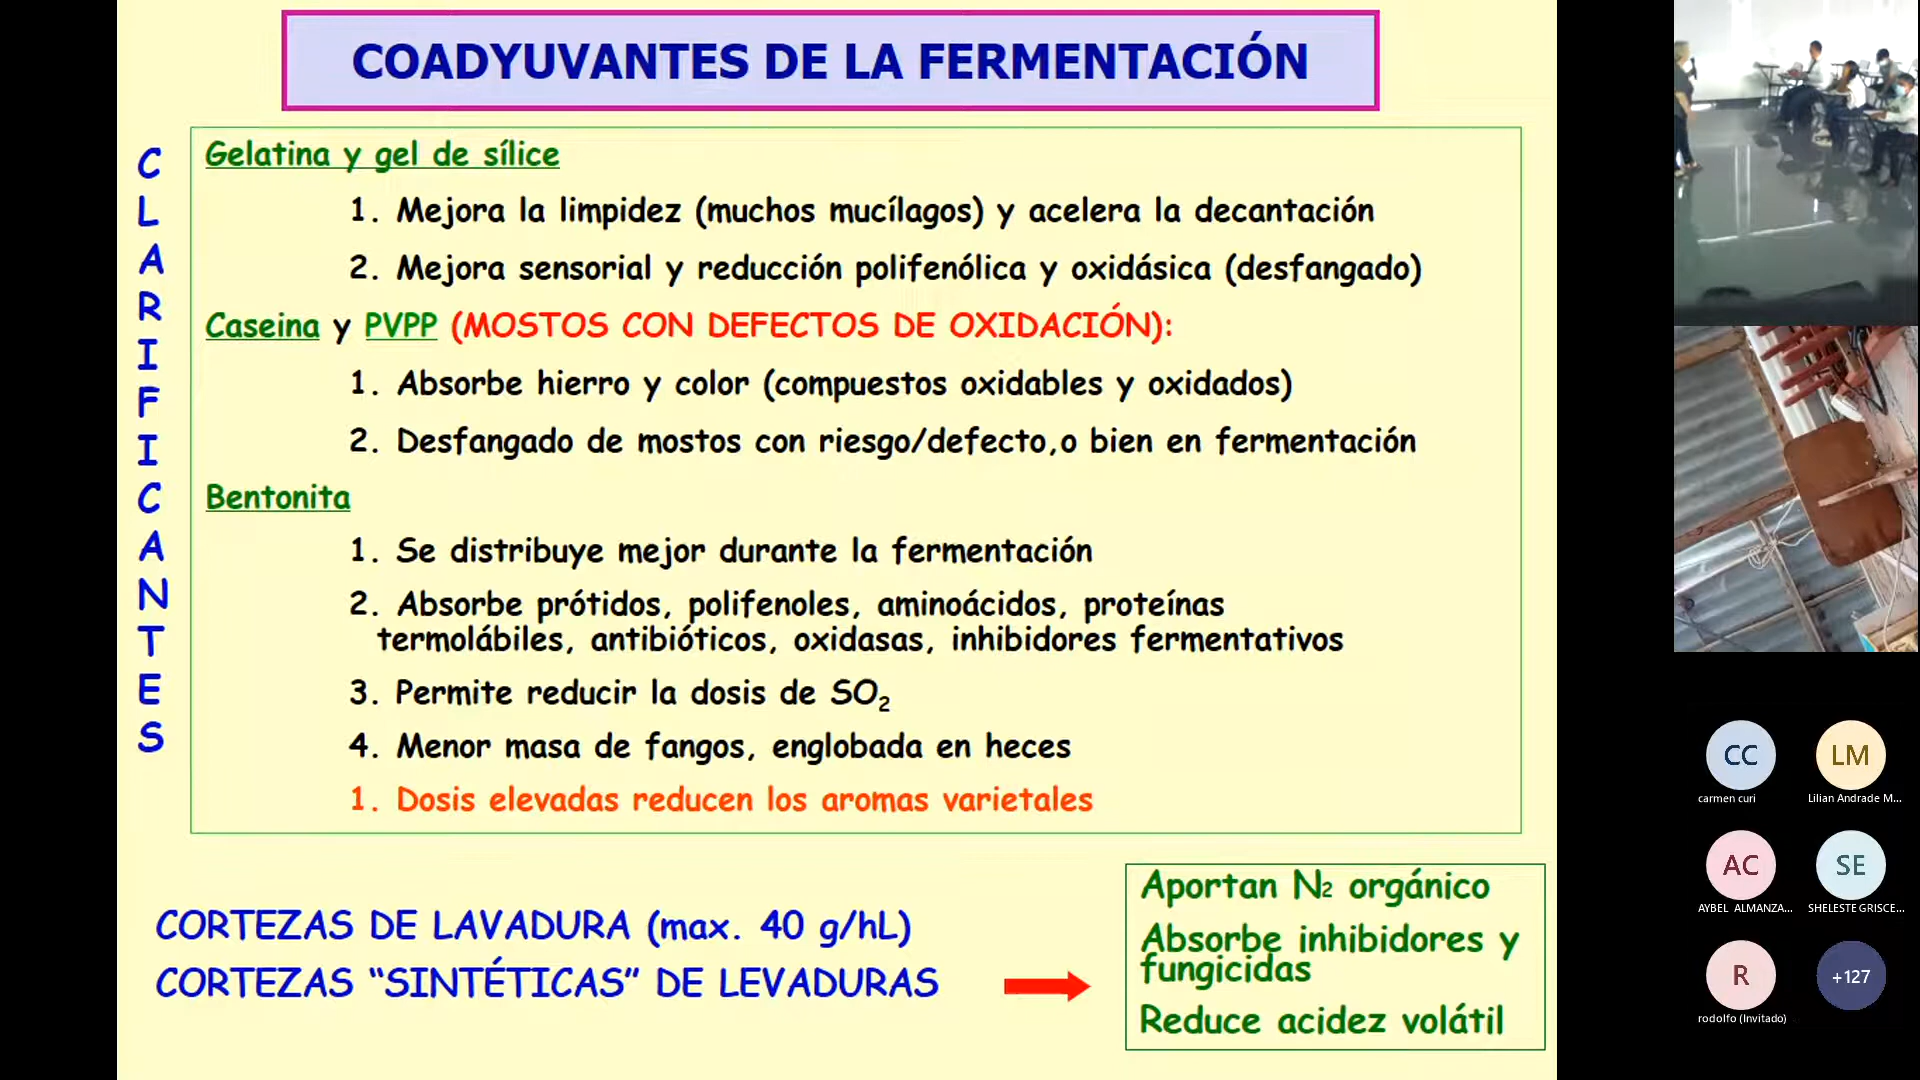 COADYUVANTES DE LA FERMENTACIÓN
CLARIFICANTES
Gelatina y gel de sílice
1. Mejora la limpidez (muchos mucílagos) y acelera la decantación
2. Mejora sensorial y reducción polifenólica y oxidásica (desfangado)
Caseina y PVPP (MOSTOS CON DEFECTOS DE OXIDACIÓN):
1. Absorbe hierro y color (compuestos oxidables y oxidados)
2. Desfangado de mostos con riesgo/defecto,o bien en fermentación
Bentonita
1. Se distribuye mejor durante la fermentación
2. Absorbe prótidos, polifenoles, aminoácidos, proteínas
termolábiles, antibióticos, oxidasas, inhibidores fermentativos
3. Permite reducir la dosis de SO2
4. Menor masa de fangos, englobada en heces
1. Dosis elevadas reducen los aromas varietales
CORTEZAS DE LAVADURA (max. 40 g/hL)
CORTEZAS “SINTÉTICAS” DE LEVADURAS
Aportan N2 orgánico
Absorbe inhibidores y
fungicidas
Reduce acidez volátil
CC
carmen curi
LM
Lilian Andrade M...
AC
AYBEL ALMANZA...
SE
SHELESTE GRISCE...
R
rodolfo (Invitado)
+127